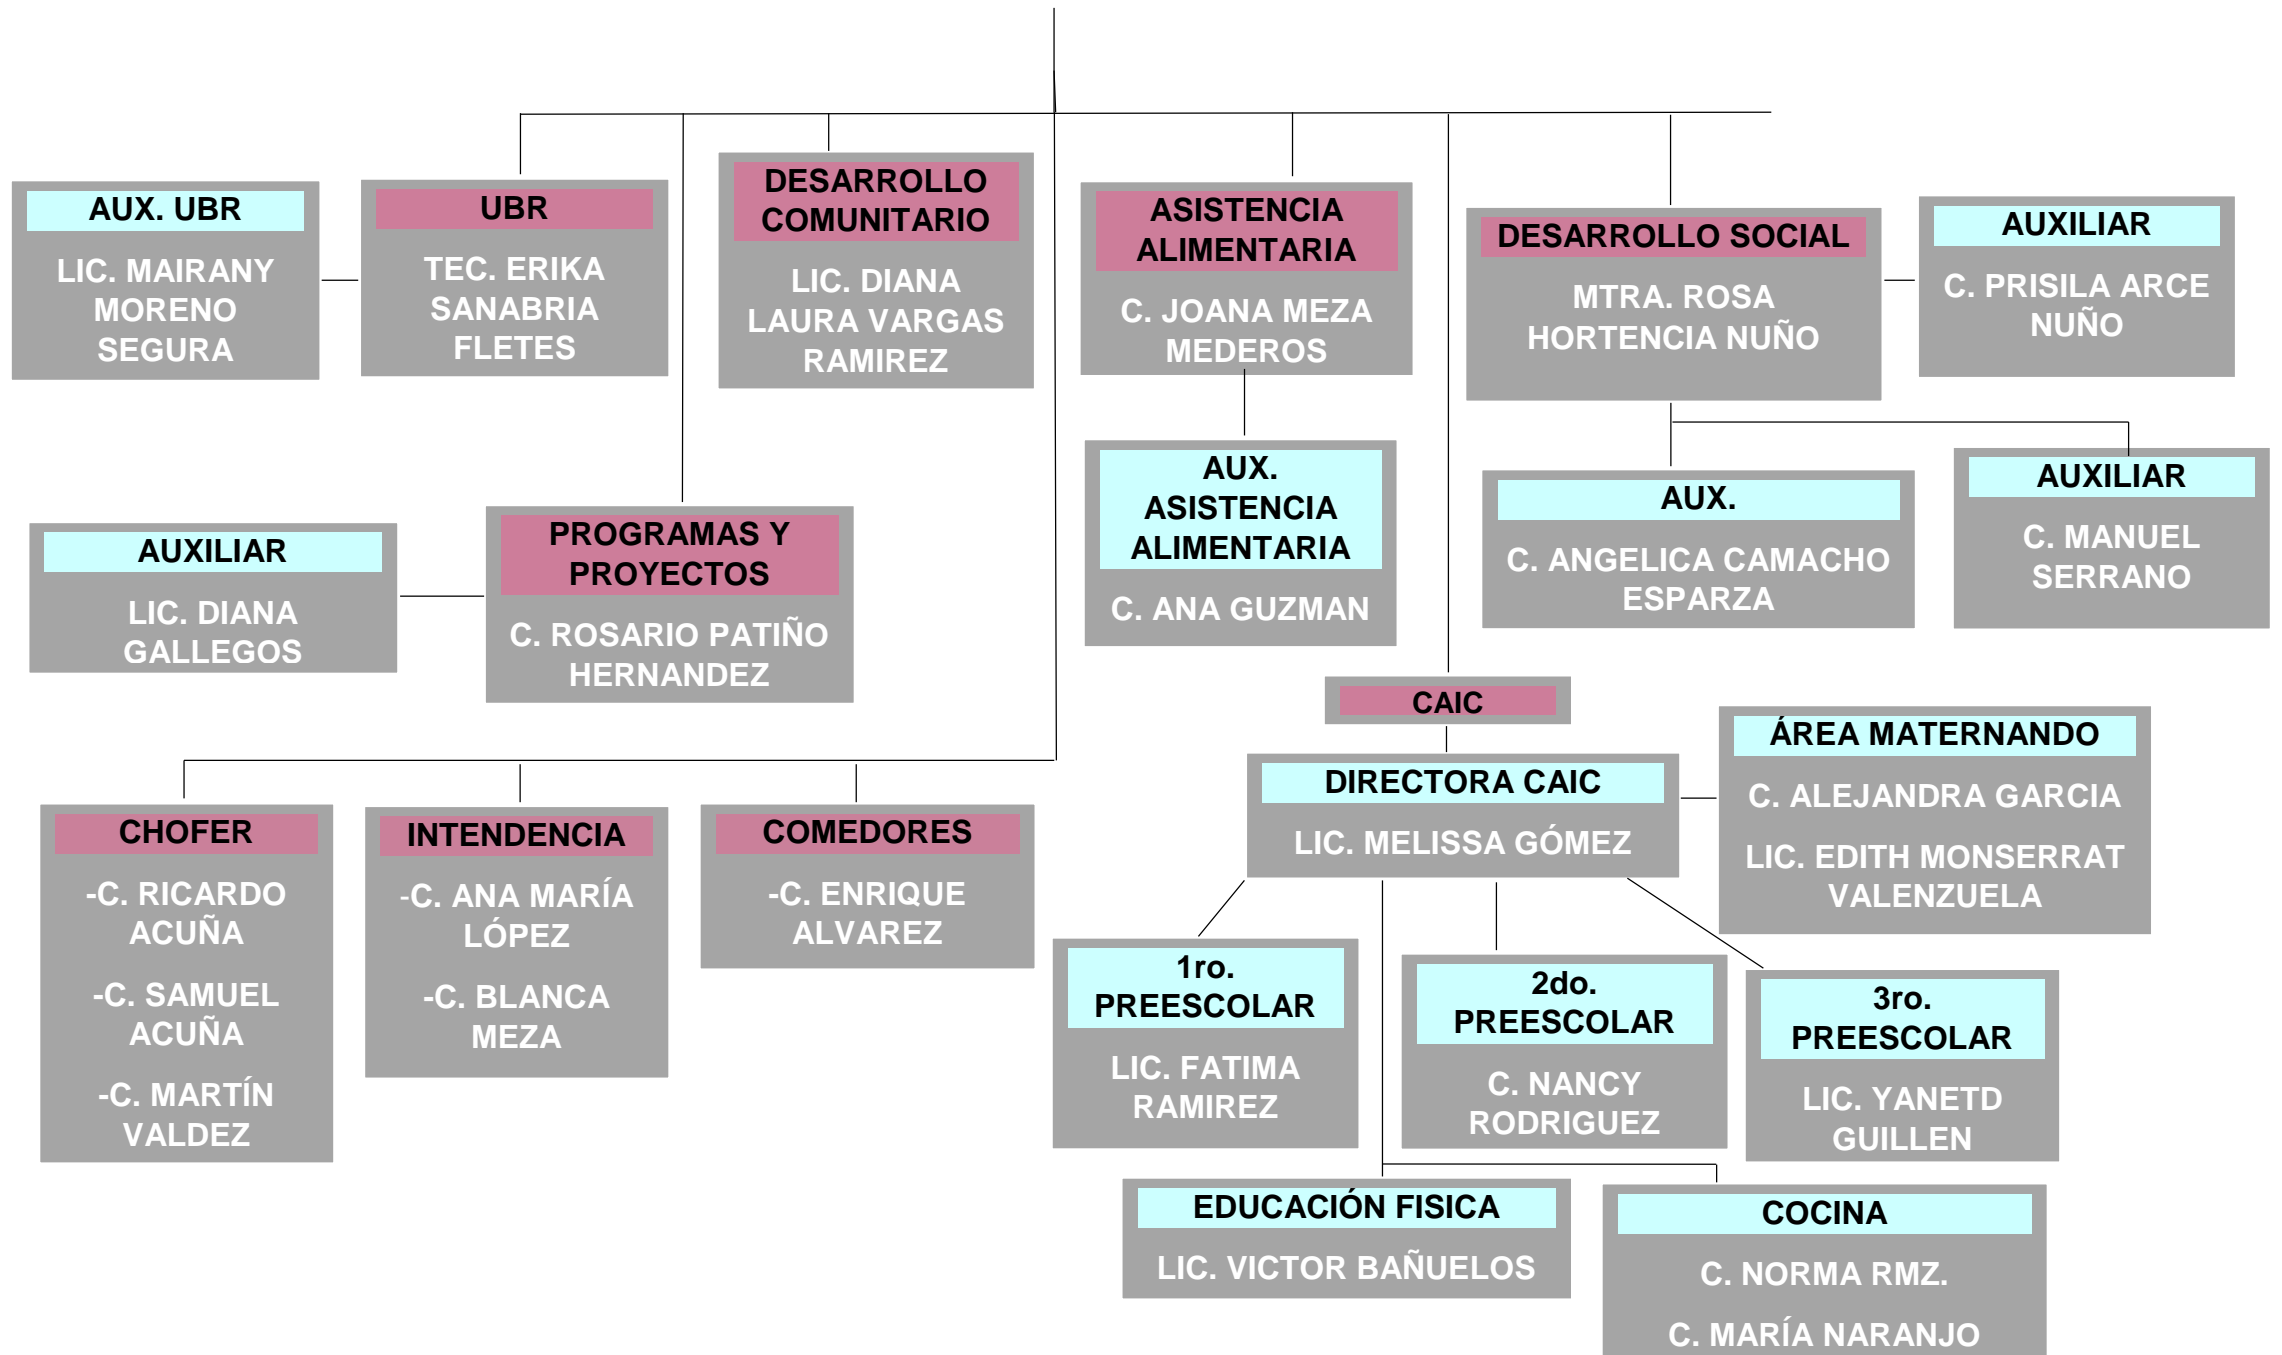 AUX. UBR
LIC. MAIRANY
MORENO
SEGURA
UBR
TEC. ERIKA
SANABRIA
FLETES
DESARROLLO
COMUNITARIO
LIC. DIANA
LAURA VARGAS
RAMIREZ
ASISTENCIA
ALIMENTARIA
C. JOANA MEZA
MEDEROS
DESARROLLO SOCIAL
MTRA. ROSA
HORTENCIA NUÑO
AUXILIAR
C. PRISILA ARCE
NUÑO
AUXILIAR
LIC. DIANA
GALLEGOS
PROGRAMAS Y
PROYECTOS
C. ROSARIO PATIÑO
HERNANDEZ
AUX.
ASISTENCIA
ALIMENTARIA
C. ANA GUZMAN
AUX.
C. ANGELICA CAMACHO
ESPARZA
AUXILIAR
C. MANUEL
SERRANO
CAIC
DIRECTORA CAIC
LIC. MELISSA GÓMEZ
ÁREA MATERNANDO
C. ALEJANDRA GARCIA
LIC. EDITH MONSERRAT
VALENZUELA
CHOFER
-C. RICARDO
ACUÑA
-C. SAMUEL
ACUÑA
-C. MARTÍN
VALDEZ
INTENDENCIA
-C. ANA MARÍA
LÓPEZ
-C. BLANCA
MEZA
COMEDORES
-C. ENRIQUE
ALVAREZ
1ro.
PREESCOLAR
LIC. FATIMA
RAMIREZ
2do.
PREESCOLAR
C. NANCY
RODRIGUEZ
3ro.
PREESCOLAR
LIC. YANETD
GUILLEN
EDUCACIÓN FISICA
LIC. VICTOR BAÑUELOS
COCINA
C. NORMA RMZ.
C. MARÍA NARANJO